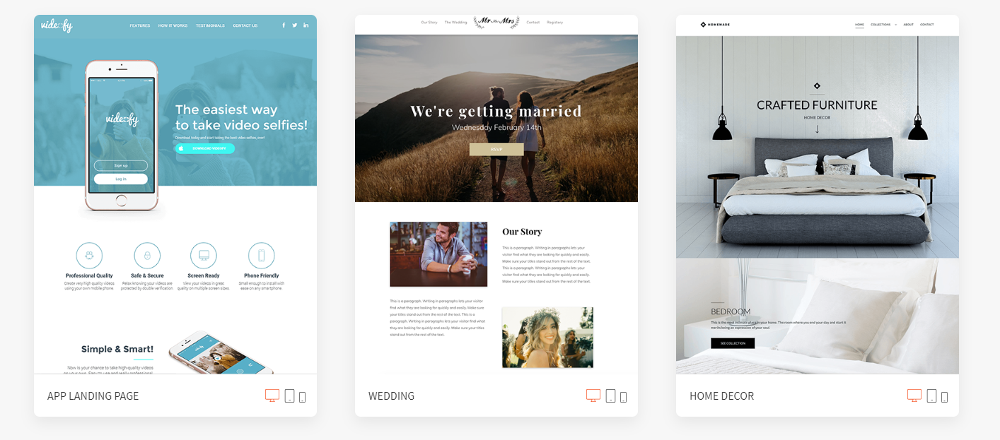 videofy
FEATURES HOW IT WORKS TESTIMONIALS CONTACT US
videofy
Sign up
Log in
The easiest way
to take video selfies!
Download today and start taking the best video selfies, ever!
DOWNLOAD VIDEOFY
Professional Quality
Create very high quality videos
using your own mobile phone.
Safe & Secure
Relax knowing your videos are
protected by double verification
Screen Ready
View your videos in great
quality on multiple screen sizes.
Phone Friendly
Small enough to install with
ease on any smartphone.
Simple & Smart!
Now is your chance to take high-quality videos
on your own. Easy to use and really professional.
APP LANDING PAGE
Our Story The Wedding Mr and Mrs Contact Registery
We're getting married
Wednesday February 14th
RSVP
Our Story
This is a paragraph. Writing in paragraphs lets your
visitor find what they are looking for quickly and easily.
Make sure your titles stand out from the rest of the text.
This is a paragraph. Writing in paragraphs lets your
visitor find what they are looking for quickly and easily.
Make sure your titles stand out from the rest of the text.
This is a paragraph. Writing in paragraphs lets your visitor
find what they are looking for quickly and easily. Make sure
your titles stand out from the rest of the text. This is a
paragraph. Writing in paragraphs lets your visitor find what
they are looking for quickly and easily. Make sure your titles
stand out from the rest of the text.
WEDDING
HOMENADE
HOME COLLECTIONS ABOUT CONTACT
CRAFTED FURNITURE
HOME DECOR
BEDROOM
This is the most intimate place in your home. The room where you end your day and start it
merits being an expression of your soul.
SEE COLLECTION
HOME DECOR